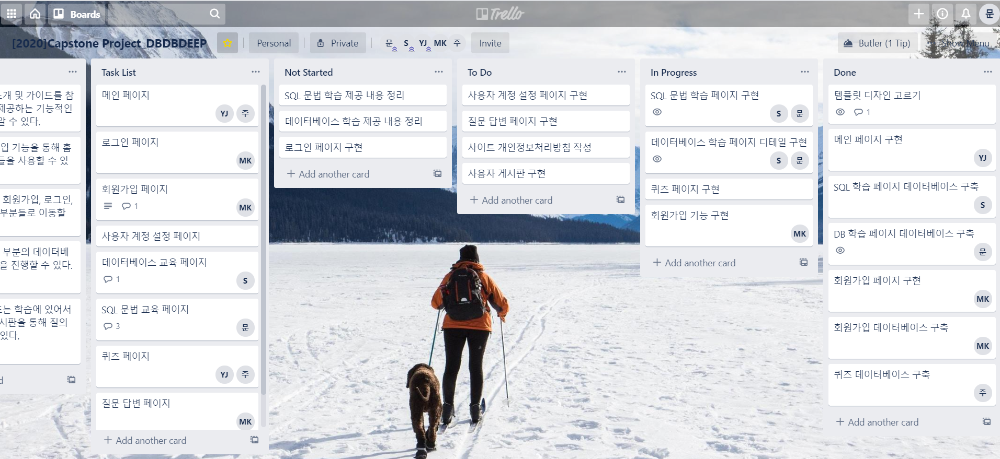 Boards
Trello
문
[2020]Capstone Project_DBDBDEEP
Personal
Private
문
S
YJ
MK
주
Invite
Butler (1 Tip)
Show Menu
개 및 가이드를 참
제공하는 기능적인
알 수 있다.
입 기능을 통해 홈
들을 사용할 수 있
회원가입, 로그인,
부분들로 이동할
부분의 데이터베
을 진행할 수 있다.
는 학습에 있어서
시판을 통해 질의
있다.
d
Task List
메인 페이지
YJ
주
로그인 페이지
MK
회원가입 페이지
1
MK
사용자 계정 설정 페이지
데이터베이스 교육 페이지
1
S
SQL 문법 교육 페이지
3
문
퀴즈 페이지
YJ
주
질문 답변 페이지
MK
+ Add another card
Not Started
SQL 문법 학습 제공 내용 정리
데이터베이스 학습 제공 내용 정리
로그인 페이지 구현
+ Add another card
To Do
사용자 계정 설정 페이지 구현
질문 답변 페이지 구현
사이트 개인정보처리방침 작성
사용자 게시판 구현
+ Add another card
In Progress
SQL 문법 학습 페이지 구현
S
문
데이터베이스 학습 페이지 디테일 구현
S
문
퀴즈 페이지 구현
회원가입 기능 구현
MK
+ Add another card
Done
템플릿 디자인 고르기
1
메인 페이지 구현
YJ
SQL 학습 페이지 데이터베이스 구축
S
DB 학습 페이지 데이터베이스 구축
문
회원가입 페이지 구현
MK
회원가입 데이터베이스 구축
MK
퀴즈 데이터베이스 구축
주
+ Add another card